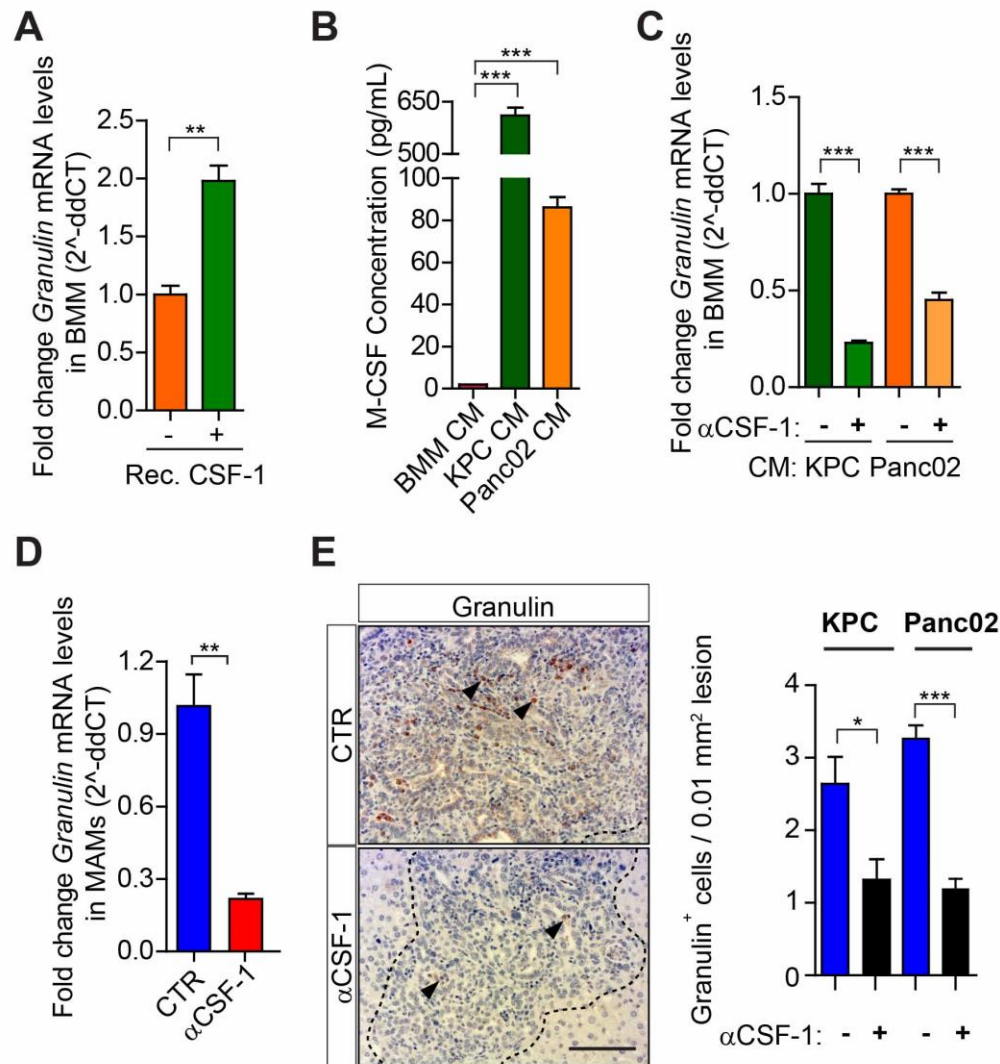 A
Fold change Granulin mRNA levels
in BMM (2^-ddCT)
2.5
2.0
1.5
1.0
0.5
0.0
**
- +
Rec. CSF-1
B
M-CSF Concentration (pg/mL)
650
500
100
80
60
40
20
0
***
***
BMM CM
KPC CM
Panc02 CM
C
Fold change Granulin mRNA levels
in BMM (2^-ddCT)
1.5
1.0
0.5
0.0
*** ***
αCSF-1: - + - +
CM: KPC Panc02
D
Fold change Granulin mRNA levels
in MAMs (2^-ddCT)
1.2
0.9
0.6
0.3
0.0
**
CTR
αCSF-1
E
Granulin
CTR
αCSF-1
KPC Panc02
Granulin⁺ cells / 0.01 mm² lesion
4
3
2
1
0
* ***
αCSF-1: - + - +